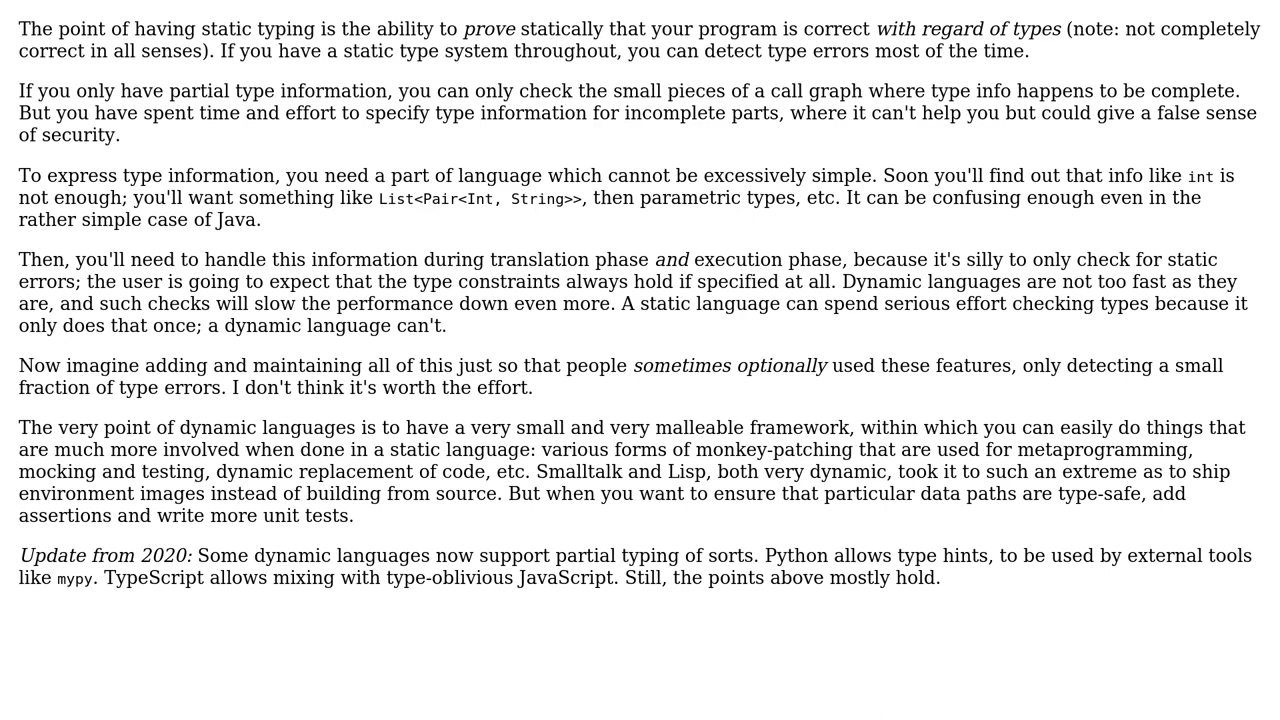 The point of having static typing is the ability to prove statically that your program is correct with regard of types (note: not completely
correct in all senses). If you have a static type system throughout, you can detect type errors most of the time.
If you only have partial type information, you can only check the small pieces of a call graph where type info happens to be complete.
But you have spent time and effort to specify type information for incomplete parts, where it can't help you but could give a false sense
of security.
To express type information, you need a part of language which cannot be excessively simple. Soon you'll find out that info like int is
not enough; you'll want something like List<Pair<Int, String>>, then parametric types, etc. It can be confusing enough even in the
rather simple case of Java.
Then, you'll need to handle this information during translation phase and execution phase, because it's silly to only check for static
errors; the user is going to expect that the type constraints always hold if specified at all. Dynamic languages are not too fast as they
are, and such checks will slow the performance down even more. A static language can spend serious effort checking types because it
only does that once; a dynamic language can't.
Now imagine adding and maintaining all of this just so that people sometimes optionally used these features, only detecting a small
fraction of type errors. I don't think it's worth the effort.
The very point of dynamic languages is to have a very small and very malleable framework, within which you can easily do things that
are much more involved when done in a static language: various forms of monkey-patching that are used for metaprogramming,
mocking and testing, dynamic replacement of code, etc. Smalltalk and Lisp, both very dynamic, took it to such an extreme as to ship
environment images instead of building from source. But when you want to ensure that particular data paths are type-safe, add
assertions and write more unit tests.
Update from 2020: Some dynamic languages now support partial typing of sorts. Python allows type hints, to be used by external tools
like mypy. TypeScript allows mixing with type-oblivious JavaScript. Still, the points above mostly hold.